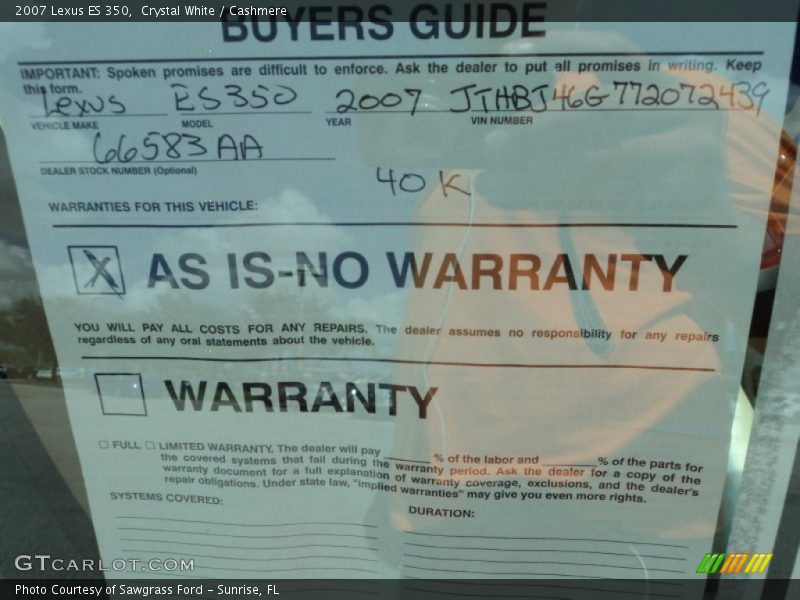 2007 Lexus ES 350,  Crystal White / Cashmere
BUYERS GUIDE
IMPORTANT: Spoken promises are difficult to enforce. Ask the dealer to put all promises in writing. Keep
this form.
Lexus ES350 2007 JTHBJ46G772072439
VEHICLE MAKE MODEL YEAR VIN NUMBER
66583AA
DEALER STOCK NUMBER (Optional)
40K
WARRANTIES FOR THIS VEHICLE:
X AS IS-NO WARRANTY
YOU WILL PAY ALL COSTS FOR ANY REPAIRS. The dealer assumes no responsibility for any repairs
regardless of any oral statements about the vehicle.
WARRANTY
FULL LIMITED WARRANTY. The dealer will pay ______% of the labor and ______% of the parts for
the covered systems that fail during the warranty period. Ask the dealer for a copy of the
warranty document for a full explanation of warranty coverage, exclusions, and the dealer's
repair obligations. Under state law, "implied warranties" may give you even more rights.
SYSTEMS COVERED: DURATION:
GTCARLOT.COM
Photo Courtesy of Sawgrass Ford - Sunrise, FL